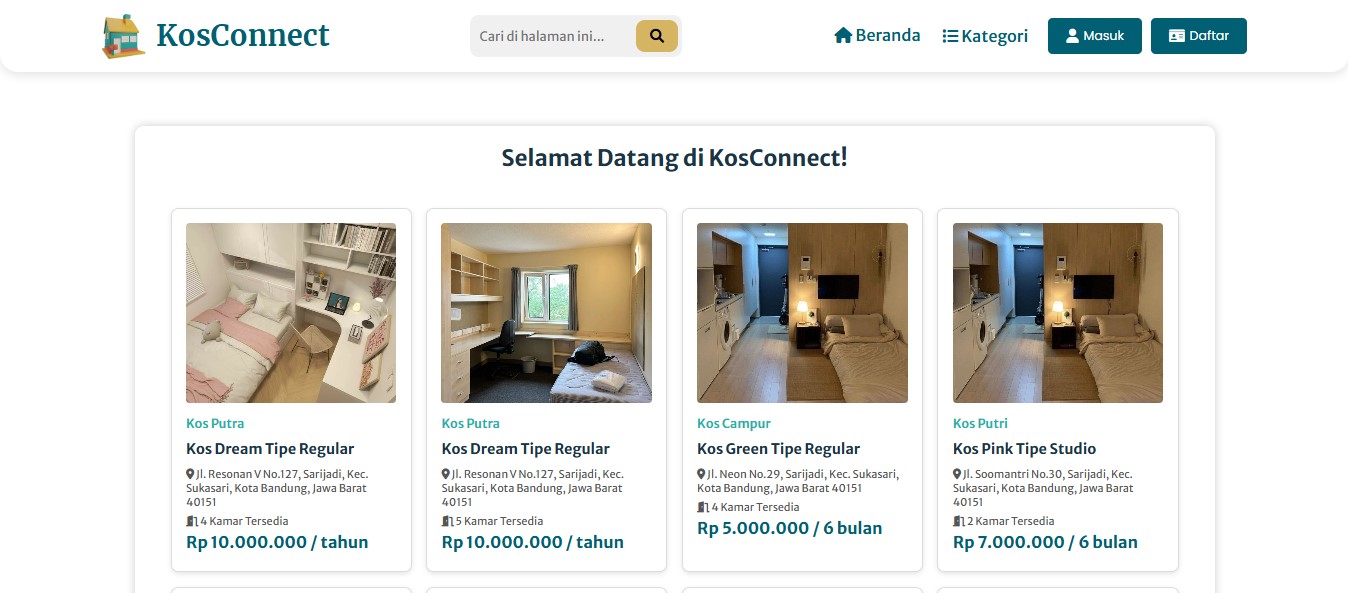 KosConnect
Cari di halaman ini...
Beranda
Kategori
Masuk
Daftar
Selamat Datang di KosConnect!
Kos Putra
Kos Dream Tipe Regular
Jl. Resonan V No.127, Sarijadi, Kec.
Sukasari, Kota Bandung, Jawa Barat
40151
4 Kamar Tersedia
Rp 10.000.000 / tahun
Kos Putra
Kos Dream Tipe Regular
Jl. Resonan V No.127, Sarijadi, Kec.
Sukasari, Kota Bandung, Jawa Barat
40151
5 Kamar Tersedia
Rp 10.000.000 / tahun
Kos Campur
Kos Green Tipe Regular
Jl. Neon No.29, Sarijadi, Kec. Sukasari,
Kota Bandung, Jawa Barat 40151
4 Kamar Tersedia
Rp 5.000.000 / 6 bulan
Kos Putri
Kos Pink Tipe Studio
Jl. Soomantri No.30, Sarijadi, Kec.
Sukasari, Kota Bandung, Jawa Barat
40151
2 Kamar Tersedia
Rp 7.000.000 / 6 bulan